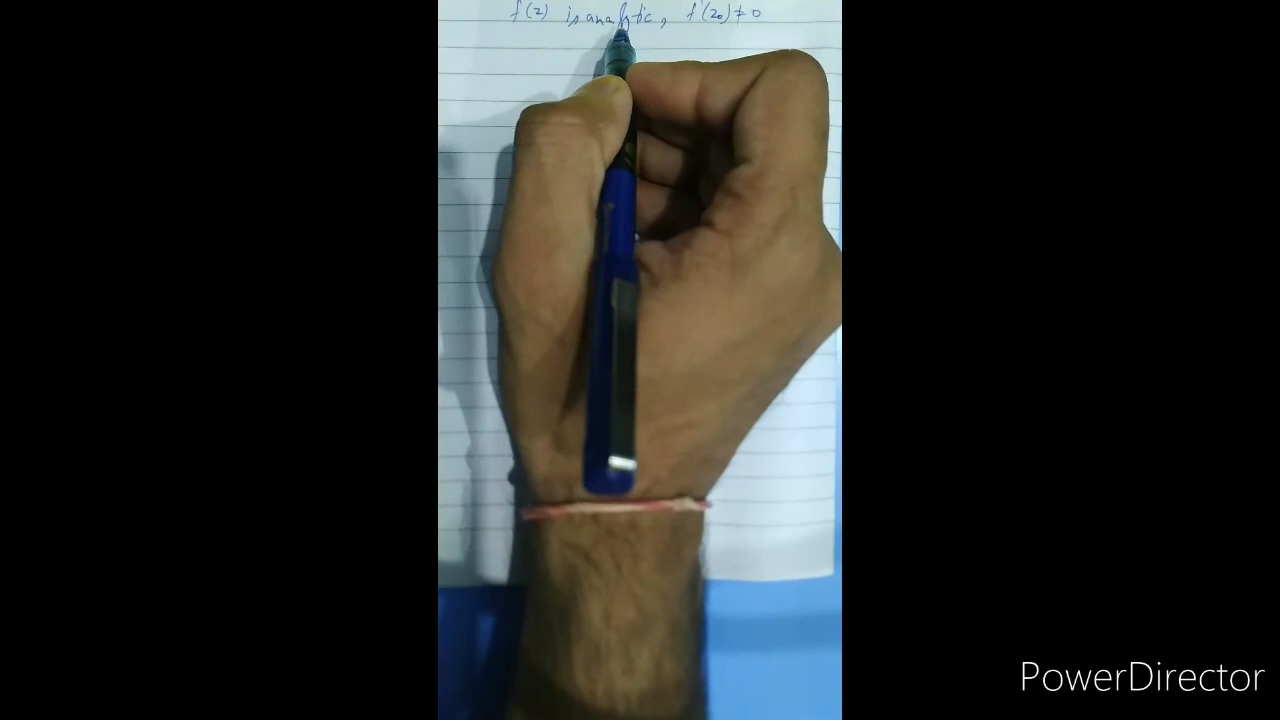 f(z) is analytic, f'(z₀) ≠ 0
PowerDirector